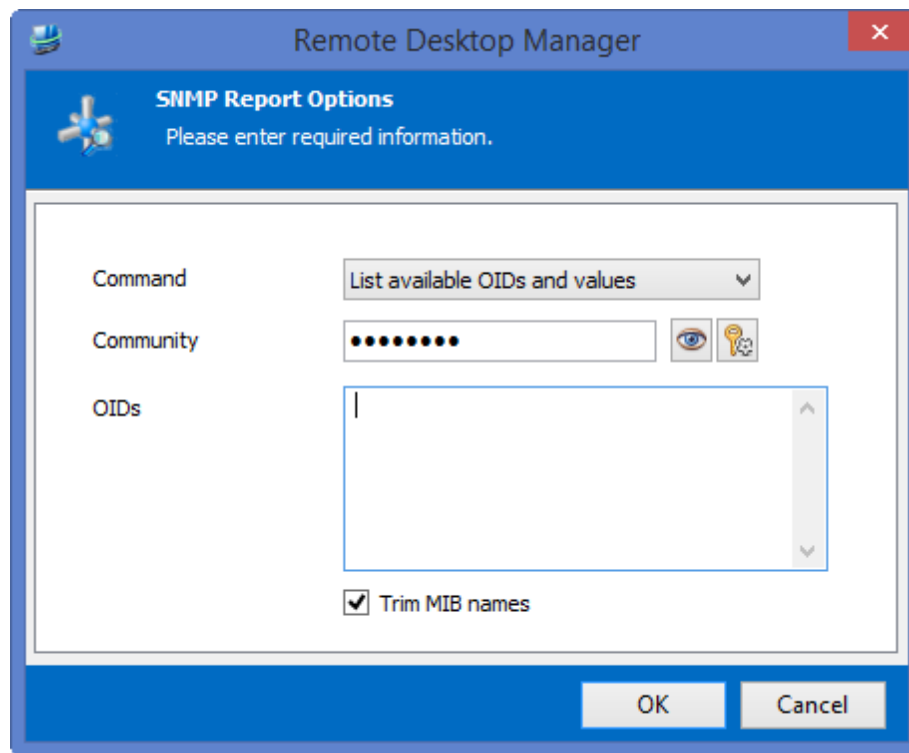 Remote Desktop Manager
SNMP Report Options
Please enter required information.
Command
List available OIDs and values
Community
••••••••
OIDs
Trim MIB names
OK
Cancel